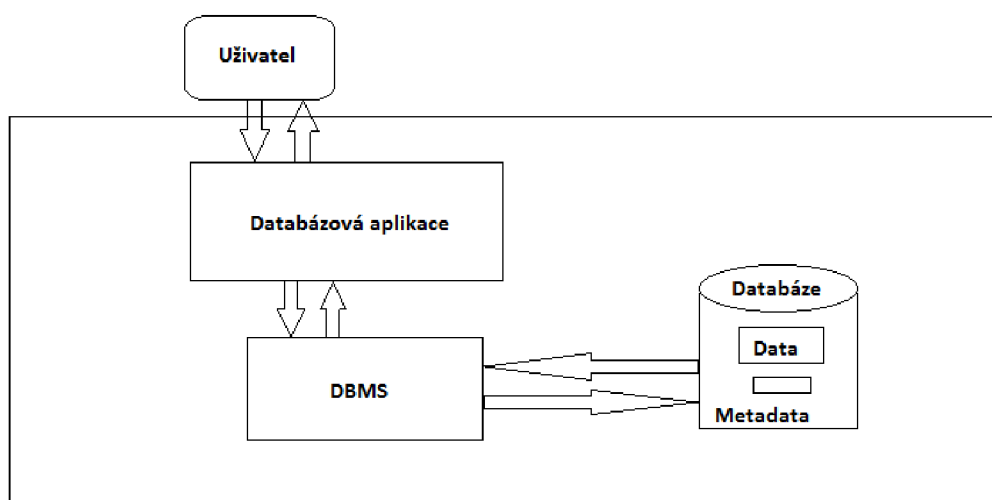 Uživatel
Databázová aplikace
Databáze
Data
DBMS
Metadata